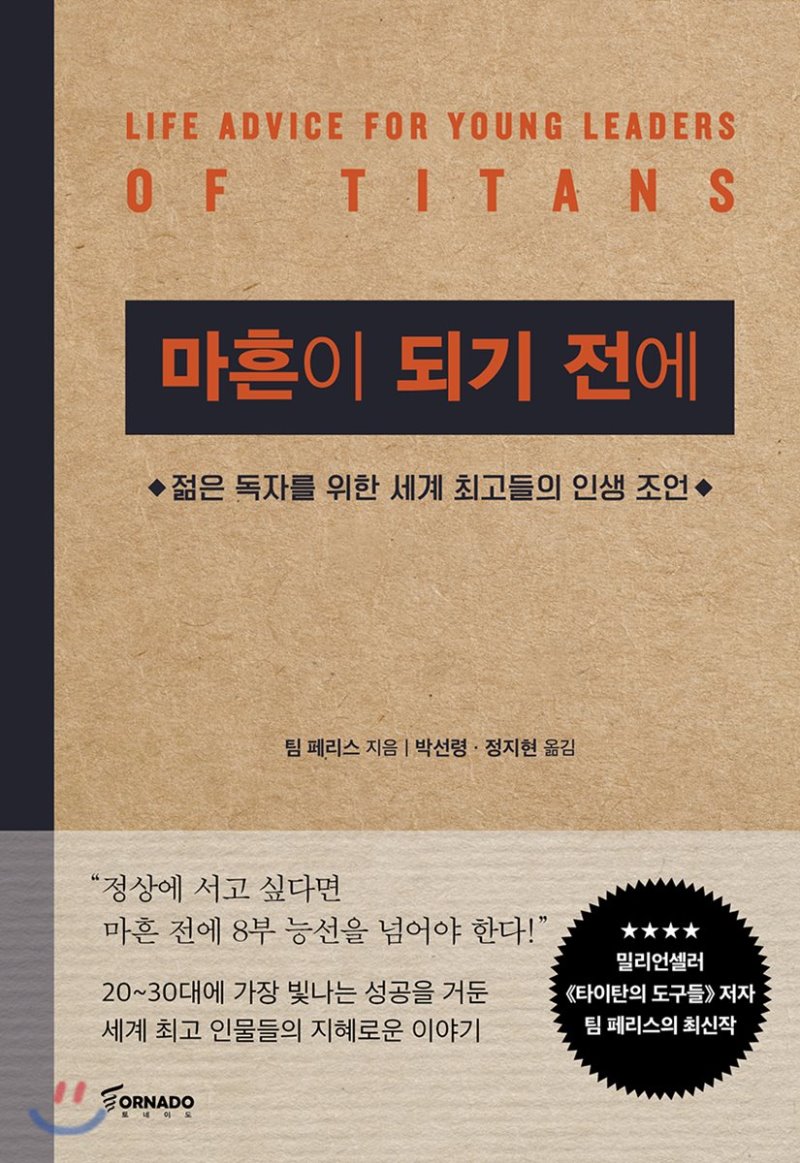 LIFE ADVICE FOR YOUNG LEADERS
OF TITANS
마흔이 되기 전에
◆젊은 독자를 위한 세계 최고들의 인생 조언◆
팀 페리스 지음 | 박선령 · 정지현 옮김
“정상에 서고 싶다면
마흔 전에 8부 능선을 넘어야 한다!”
20~30대에 가장 빛나는 성공을 거둔
세계 최고 인물들의 지혜로운 이야기
★★★★
밀리언셀러
《타이탄의 도구들》 저자
팀 페리스의 최신작
TORNADO
토네이도